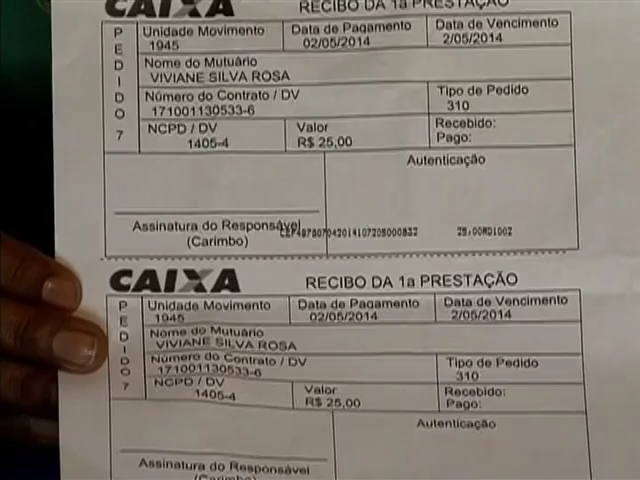 CAIXA RECIBO DA 1a PRESTAÇÃO
PEDIDO 7
Unidade Movimento Data de Pagamento Data de Vencimento
1945 02/05/2014 2/05/2014
Nome do Mutuário
VIVIANE SILVA ROSA
Número do Contrato / DV Tipo de Pedido
171001130533-6 310
NCPD / DV Valor Recebido:
1405-4 R$ 25,00 Pago:
Autenticação
Assinatura do Responsável
25,00RD1002
(Carimbo)
CAIXA RECIBO DA 1a PRESTAÇÃO
PEDIDO 7
Unidade Movimento Data de Pagamento Data de Vencimento
1945 02/05/2014 2/05/2014
Nome do Mutuário
VIVIANE SILVA ROSA
Número do Contrato / DV Tipo de Pedido
171001130533-6 310
NCPD / DV Valor Recebido:
1405-4 R$ 25,00 Pago:
Autenticação
Assinatura do Responsável
(Carimbo)